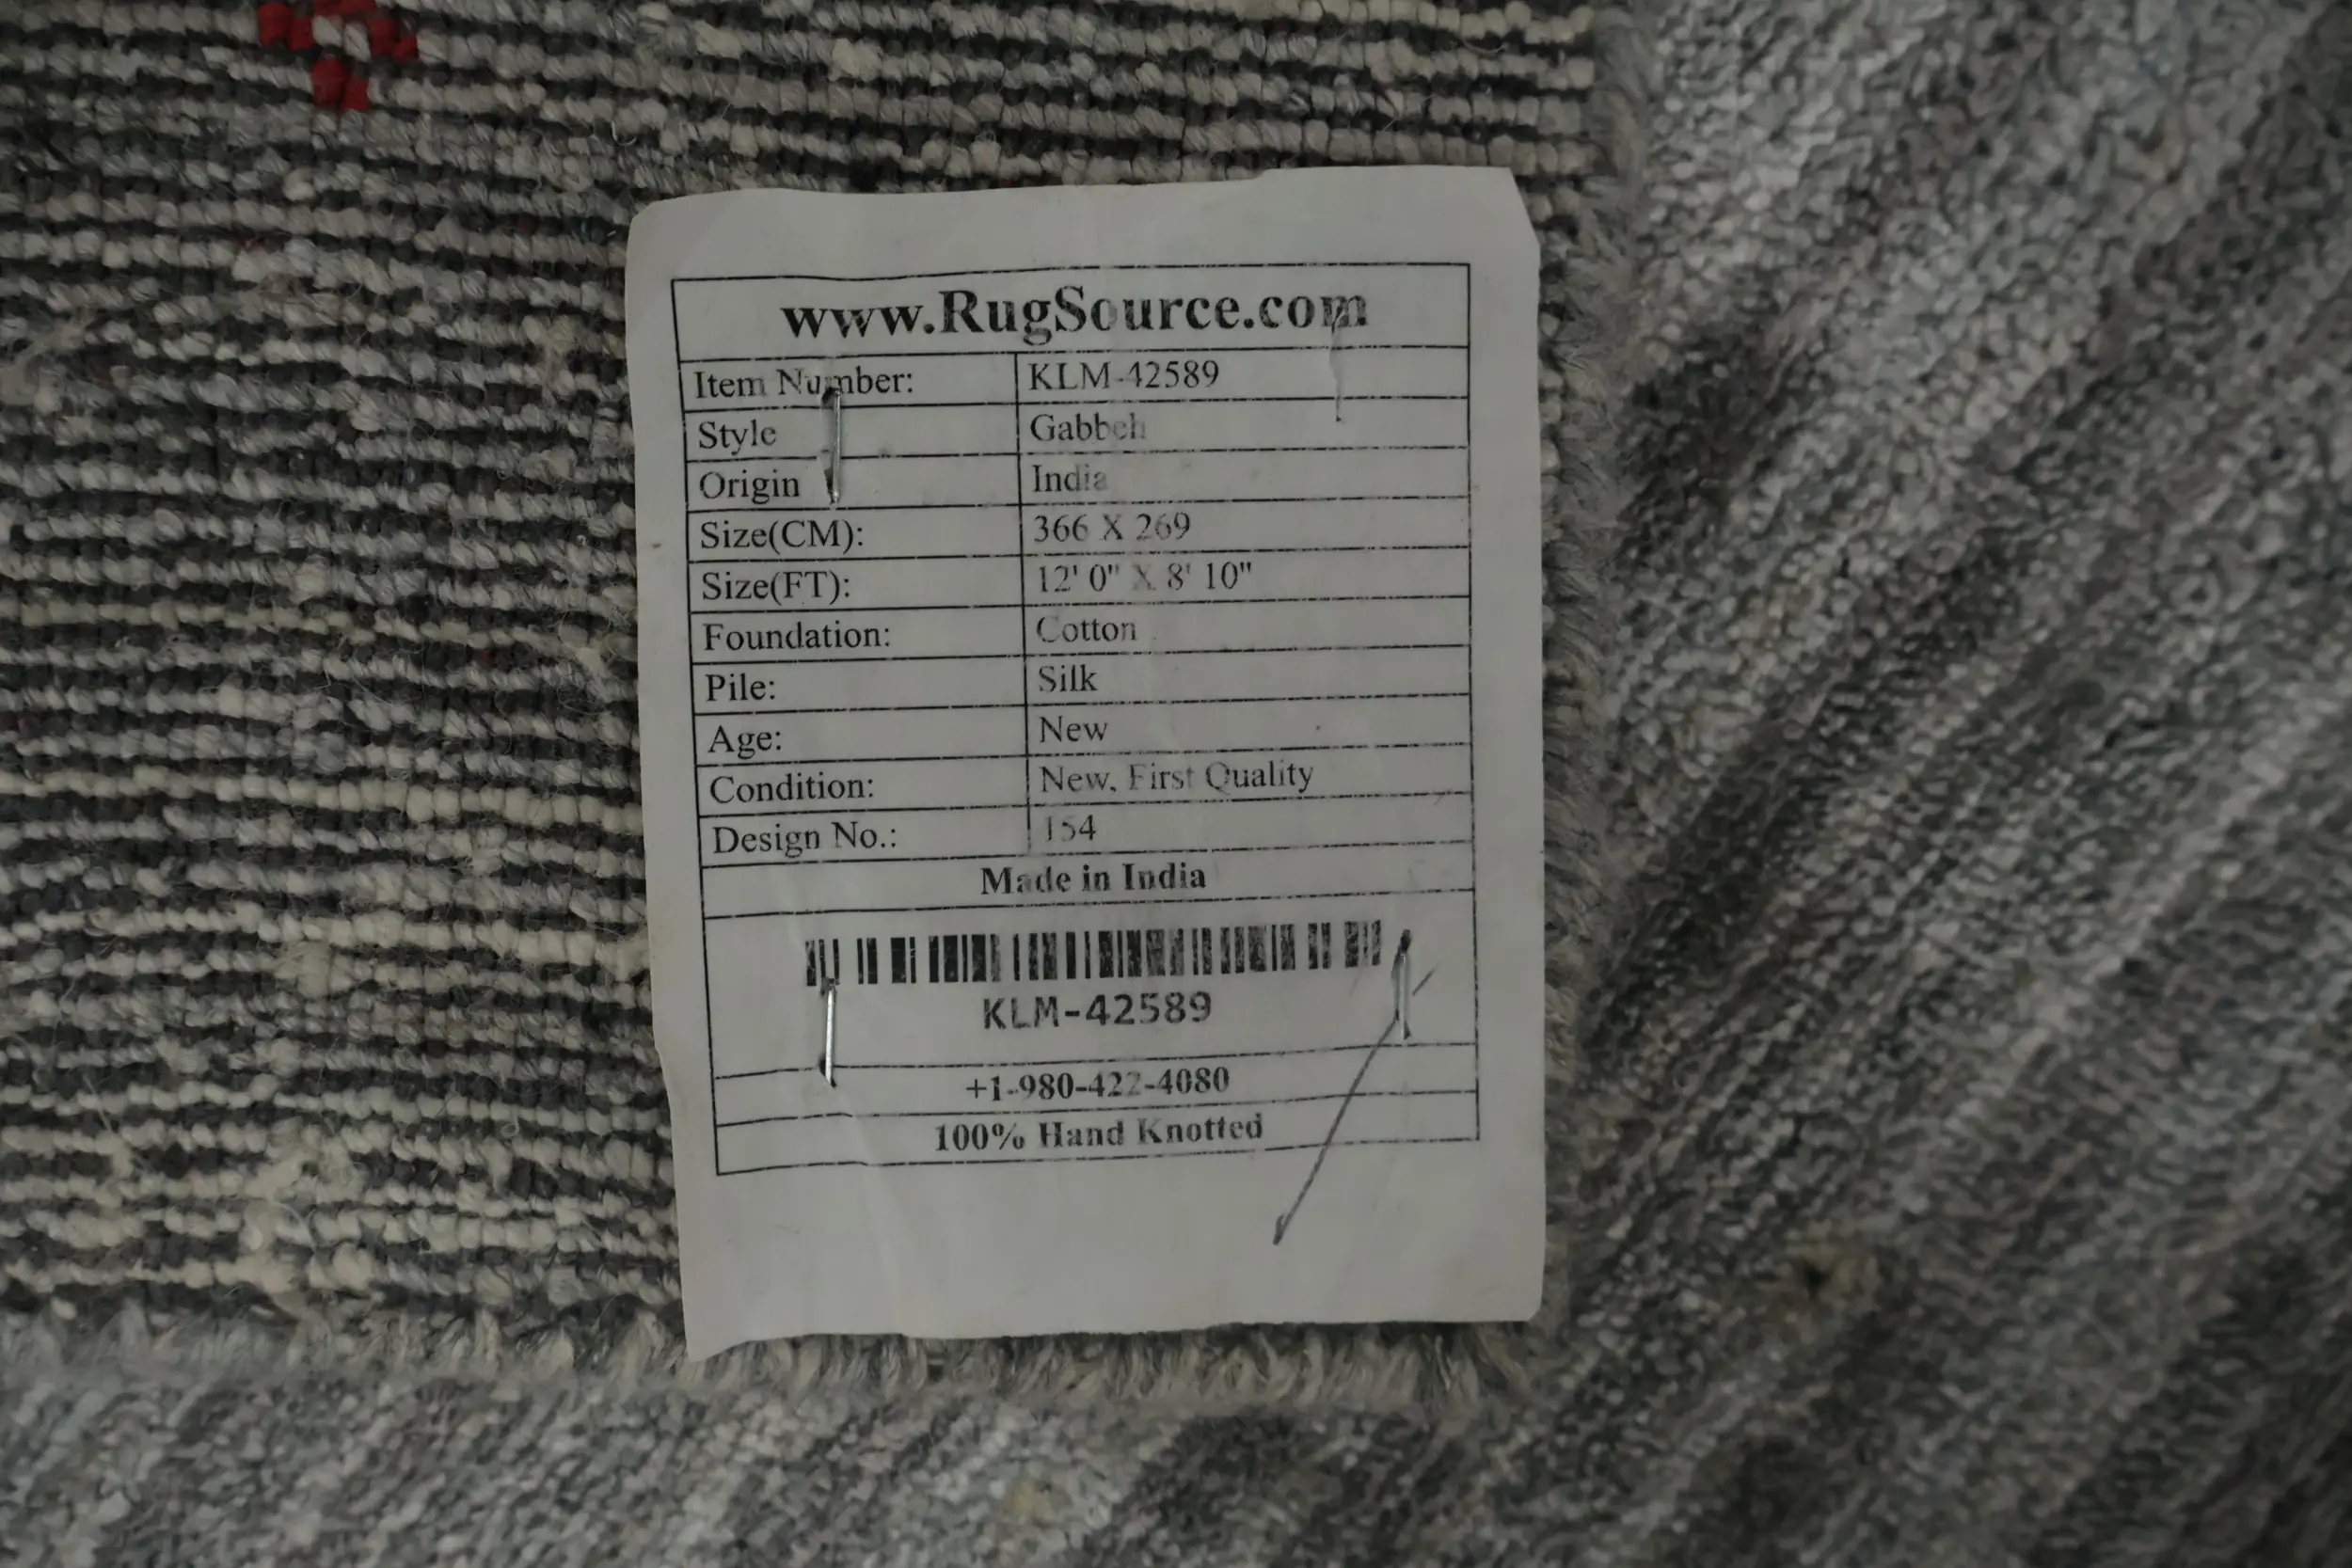 www.RugSource.com
Item Number: KLM-42589
Style Gabbeh
Origin India
Size(CM): 366 X 269
Size(FT): 12' 0" X 8' 10"
Foundation: Cotton
Pile: Silk
Age: New
Condition: New, First Quality
Design No.: 154
Made in India
KLM-42589
+1-980-422-4080
100% Hand Knotted